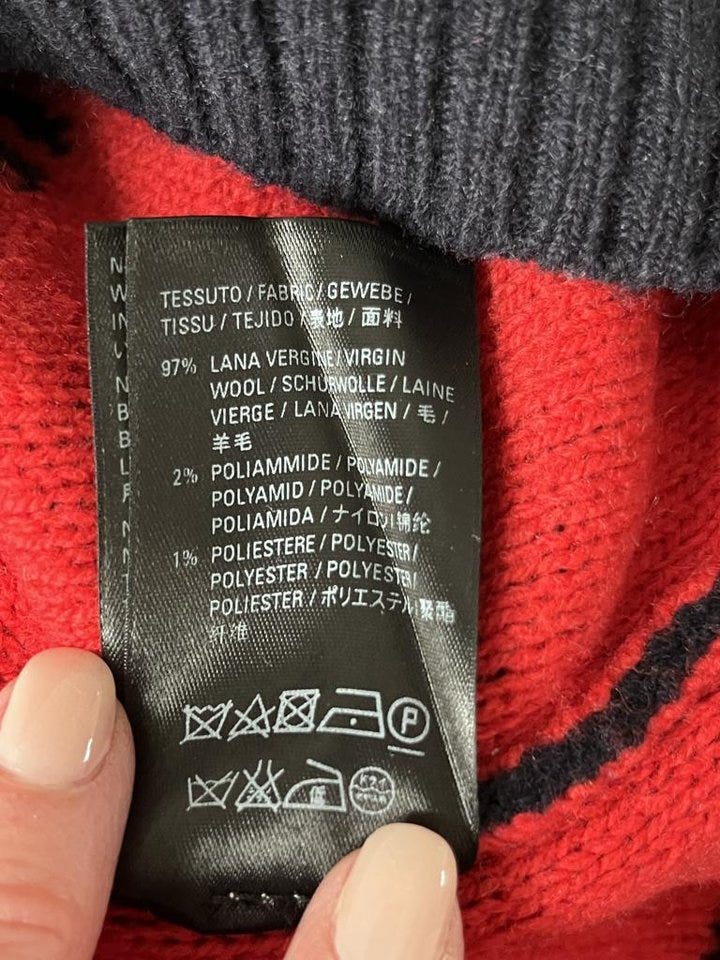 TESSUTO / FABRIC / GEWEBE /
TISSU / TEJIDO / 表地 / 面料
97% LANA VERGINE / VIRGIN
WOOL / SCHURWOLLE / LAINE
VIERGE / LANA VIRGEN / 毛 /
羊毛
2% POLIAMMIDE / POLYAMIDE /
POLYAMID / POLYAMIDE /
POLIAMIDA / ナイロン / 锦纶
1% POLIESTERE / POLYESTER /
POLYESTER / POLYESTER /
POLIESTER / ポリエステル 聚酯
纤维
P
低